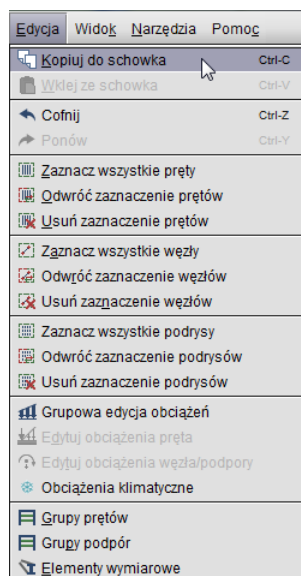 Edycja Widok Narzędzia Pomoc
Kopiuj do schowka Ctrl-C
Wklej ze schowka Ctrl-V
Cofnij Ctrl-Z
Ponów Ctrl-Y
Zaznacz wszystkie pręty
Odwróć zaznaczenie prętów
Usuń zaznaczenie prętów
Zaznacz wszystkie węzły
Odwróć zaznaczenie węzłów
Usuń zaznaczenie węzłów
Zaznacz wszystkie podrysy
Odwróć zaznaczenie podrysów
Usuń zaznaczenie podrysów
Grupowa edycja obciążeń
Edytuj obciążenia pręta
Edytuj obciążenia węzła/podpory
Obciążenia klimatyczne
Grupy prętów
Grupy podpór
Elementy wymiarowe